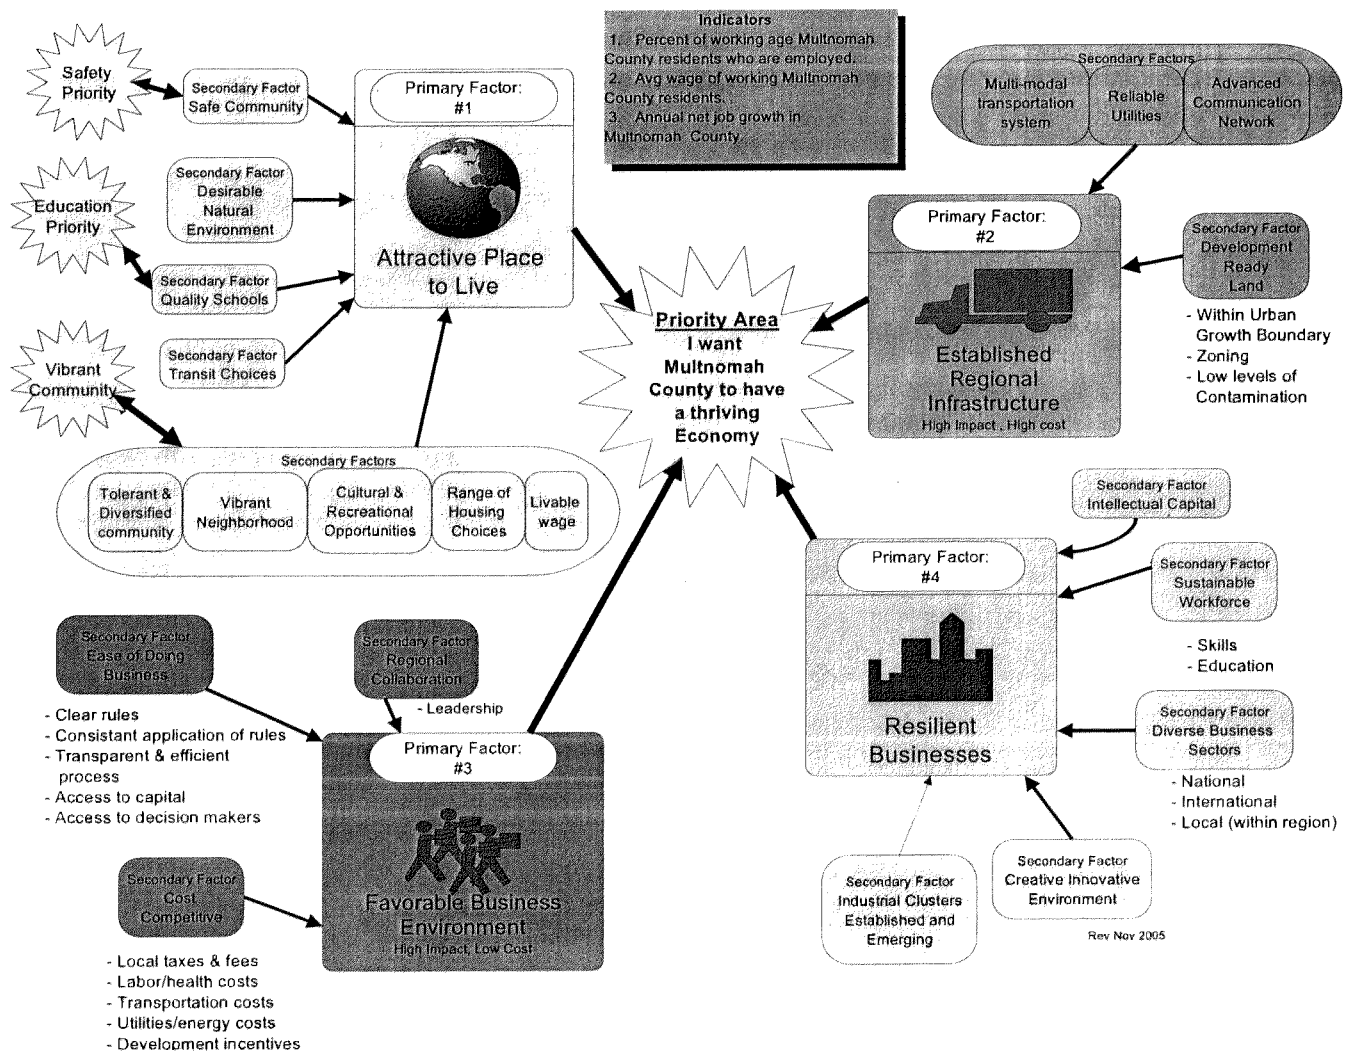 Indicators
1. Percent of working age Multnomah
County residents who are employed.
2. Avg wage of working Multnomah
County residents.
3. Annual net job growth in
Multnomah County.
Safety
Priority
Secondary Factor
Safe Community
Primary Factor:
#1
Attractive Place
to Live
Secondary Factor
Desirable
Natural
Environment
Education
Priority
Secondary Factor
Quality Schools
Vibrant
Community
Secondary Factor
Transit Choices
Secondary Factors
Tolerant &
Diversified
community
Vibrant
Neighborhood
Cultural &
Recreational
Opportunities
Range of
Housing
Choices
Livable
wage
Priority Area
I want
Multnomah
County to have
a thriving
Economy
Secondary Factors
Multi-modal
transportation
system
Reliable
Utilities
Advanced
Communication
Network
Primary Factor:
#2
Established
Regional
Infrastructure
High Impact , High cost
Secondary Factor
Development
Ready
Land
- Within Urban
Growth Boundary
- Zoning
- Low levels of
Contamination
Secondary Factor
Ease of Doing
Business
- Clear rules
- Consistant application of rules
- Transparent & efficient
process
- Access to capital
- Access to decision makers
Secondary Factor
Regional
Collaboration
- Leadership
Primary Factor:
#3
Favorable Business
Environment
High Impact, Low Cost
Secondary Factor
Cost
Competitive
- Local taxes & fees
- Labor/health costs
- Transportation costs
- Utilities/energy costs
- Development incentives
Primary Factor:
#4
Resilient
Businesses
Secondary Factor
Intellectual Capital
Secondary Factor
Sustainable
Workforce
- Skills
- Education
Secondary Factor
Diverse Business
Sectors
- National
- International
- Local (within region)
Secondary Factor
Industrial Clusters
Established and
Emerging
Secondary Factor
Creative Innovative
Environment
Rev Nov 2005